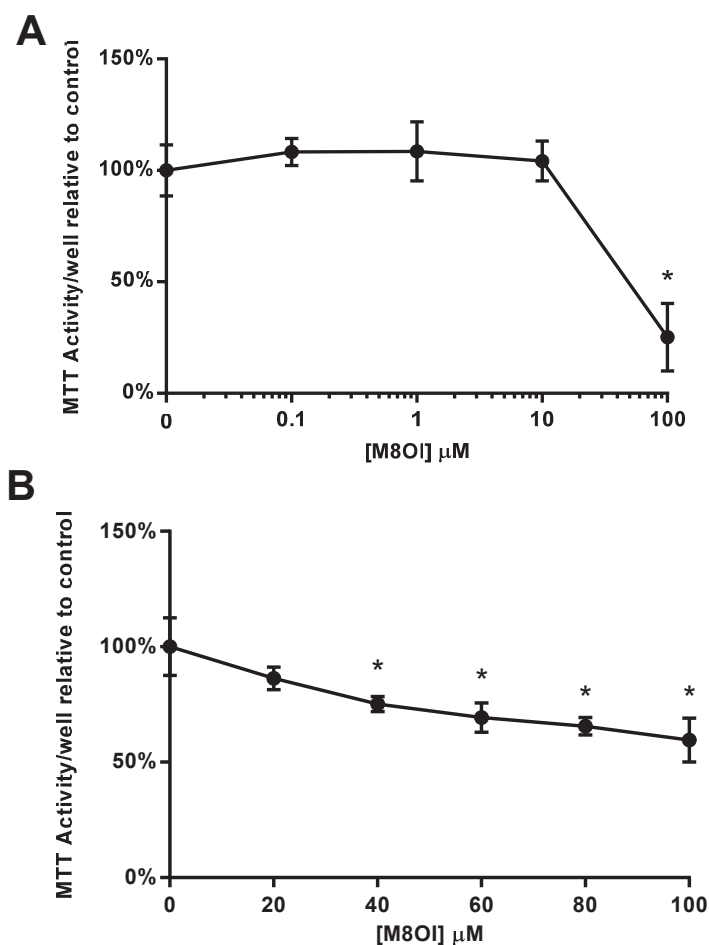 A
MTT Activity/well relative to control
150%
100%
50%
0%
*
0 0.1 1 10 100
[M8OI] µM
B
MTT Activity/well relative to control
150%
100%
50%
0%
* * * *
0 20 40 60 80 100
[M8OI] µM